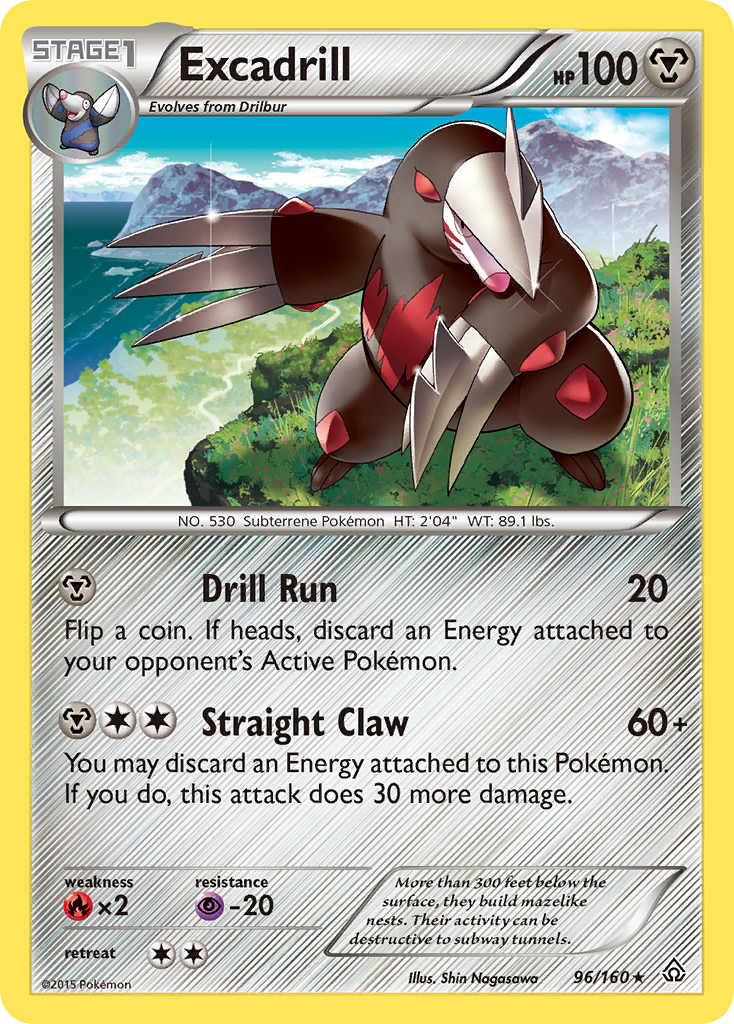 STAGE1
Excadrill
HP100
Evolves from Drilbur
NO. 530 Subterrene Pokémon HT: 2'04" WT: 89.1 lbs.
Drill Run 20
Flip a coin. If heads, discard an Energy attached to
your opponent's Active Pokémon.
Straight Claw 60+
You may discard an Energy attached to this Pokémon.
If you do, this attack does 30 more damage.
weakness resistance
×2 -20
More than 300 feet below the
surface, they build mazelike
nests. Their activity can be
destructive to subway tunnels.
retreat
©2015 Pokémon
Illus. Shin Nagasawa 96/160★